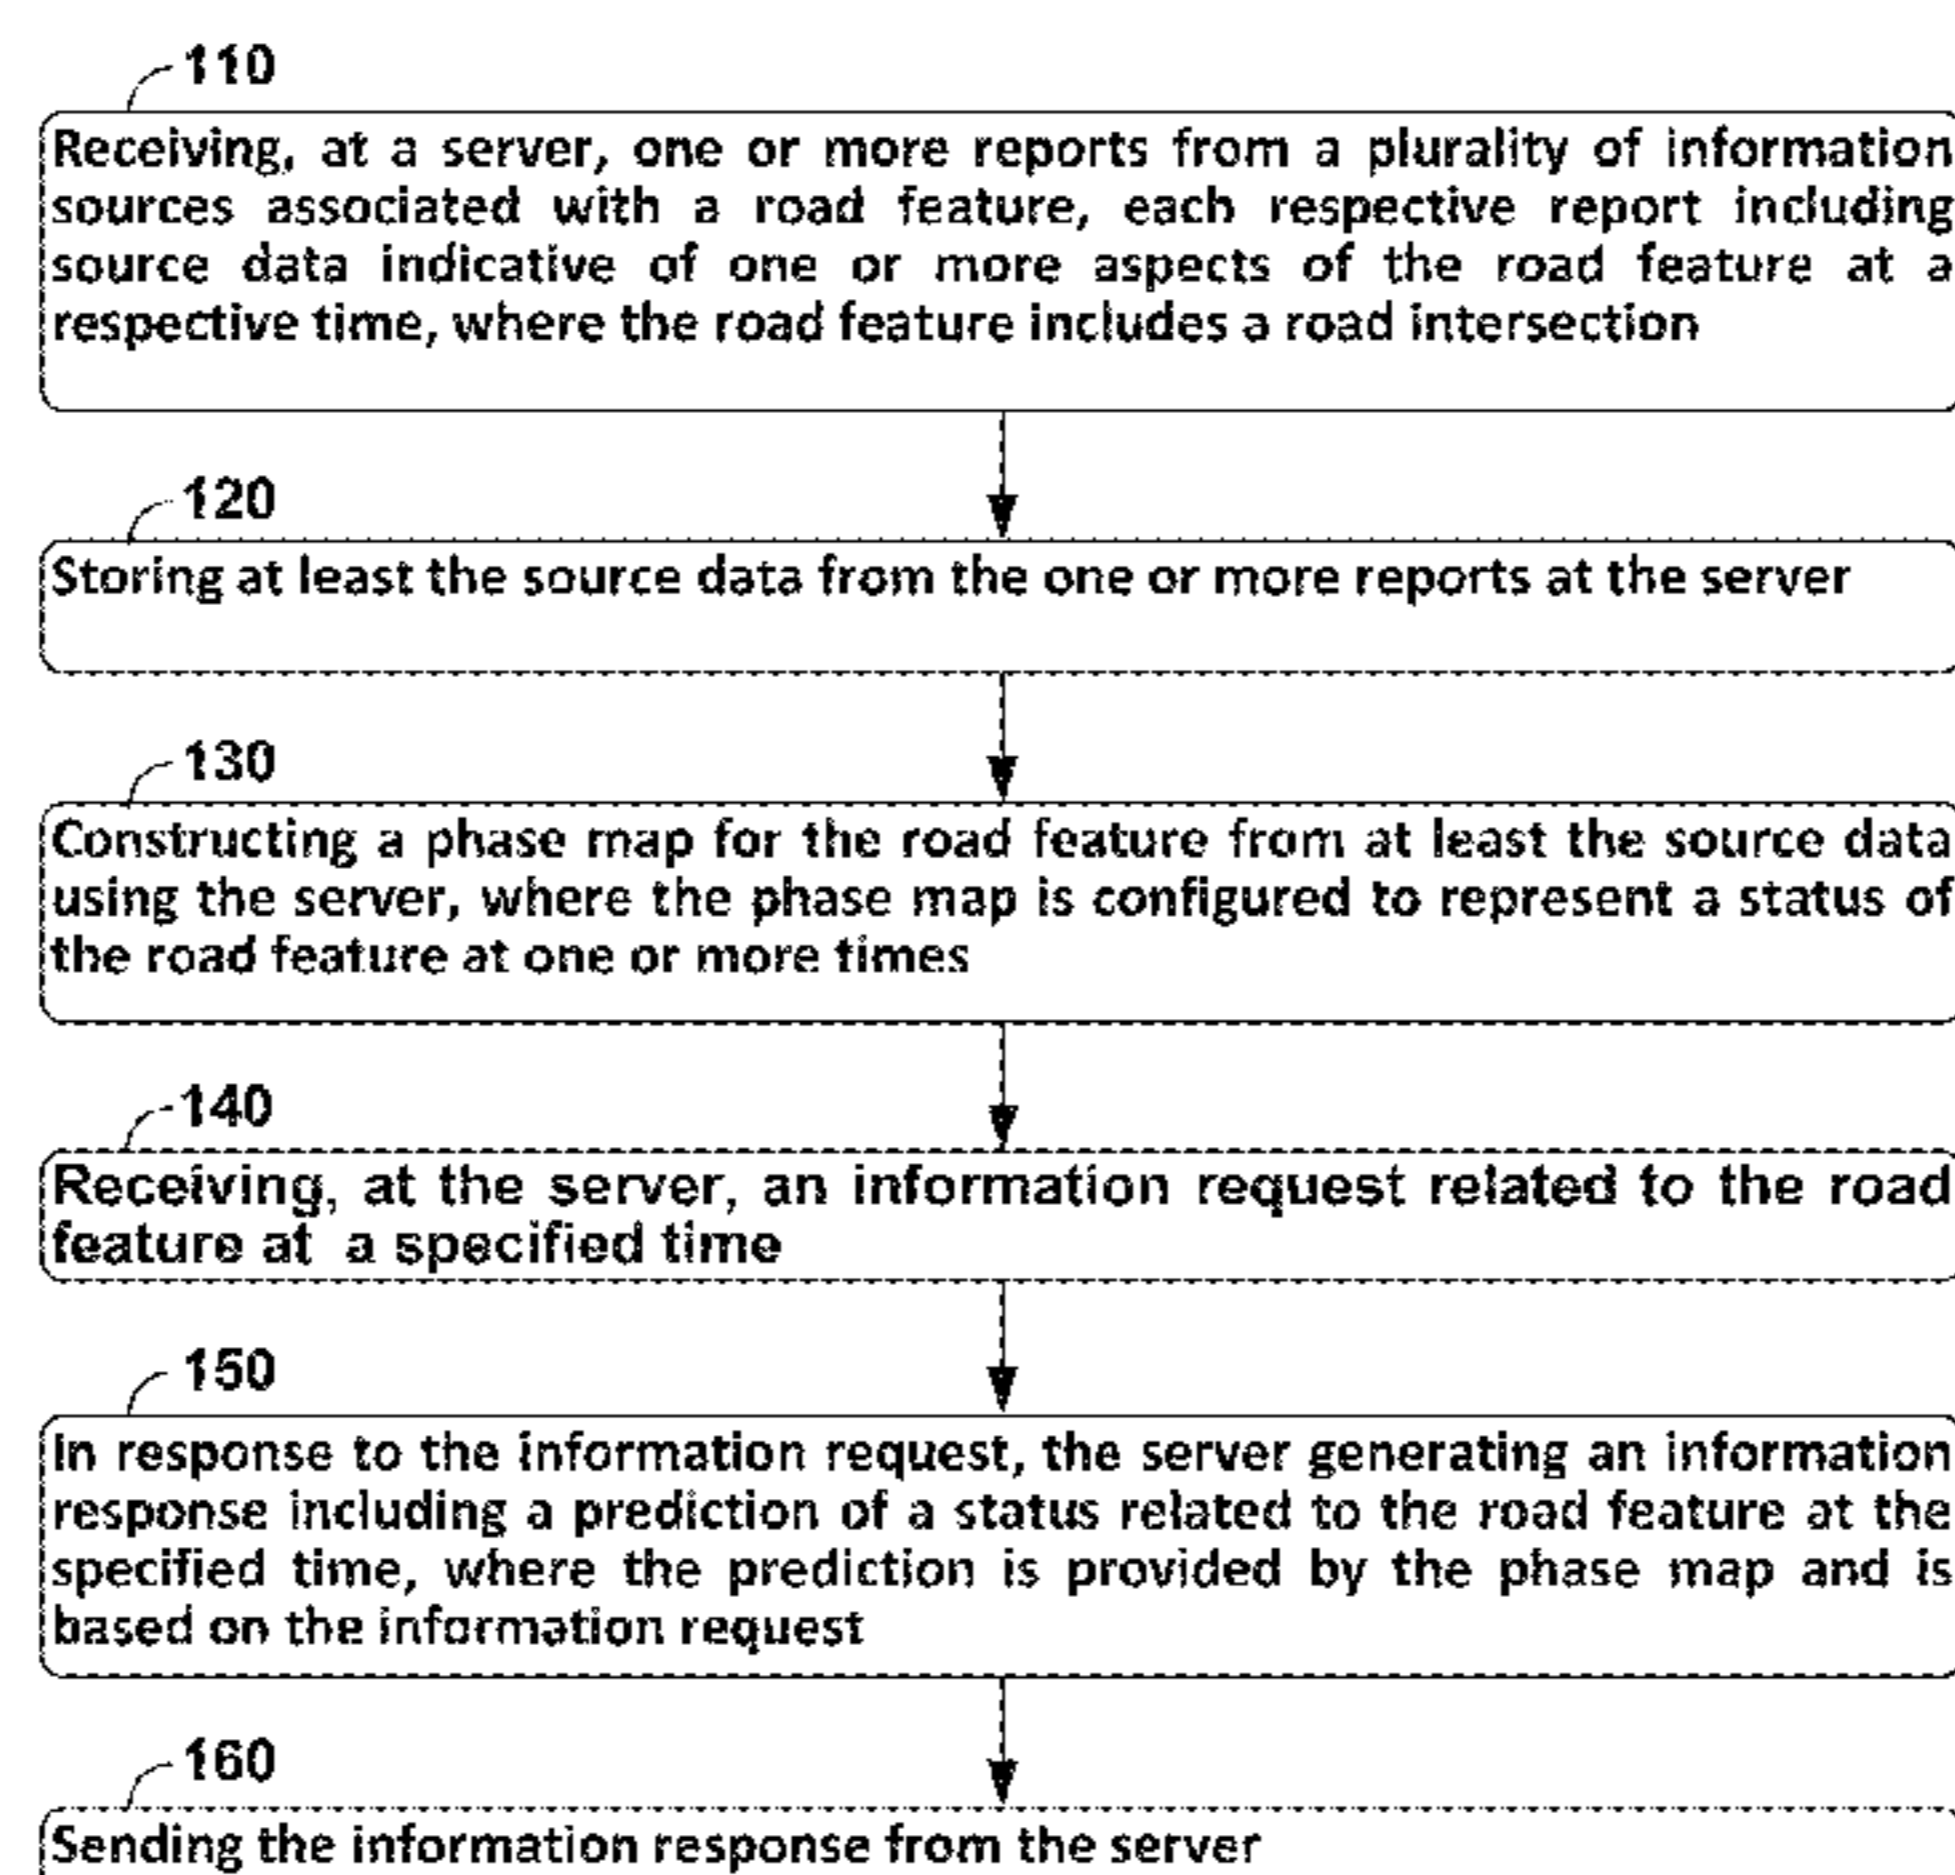 110
Receiving, at a server, one or more reports from a plurality of information
sources associated with a road feature, each respective report including
source data indicative of one or more aspects of the road feature at a
respective time, where the road feature includes a road intersection
120
Storing at least the source data from the one or more reports at the server
130
Constructing a phase map for the road feature from at least the source data
using the server, where the phase map is configured to represent a status of
the road feature at one or more times
140
Receiving, at the server, an information request related to the road
feature at a specified time
150
In response to the information request, the server generating an information
response including a prediction of a status related to the road feature at the
specified time, where the prediction is provided by the phase map and is
based on the information request
160
Sending the information response from the server